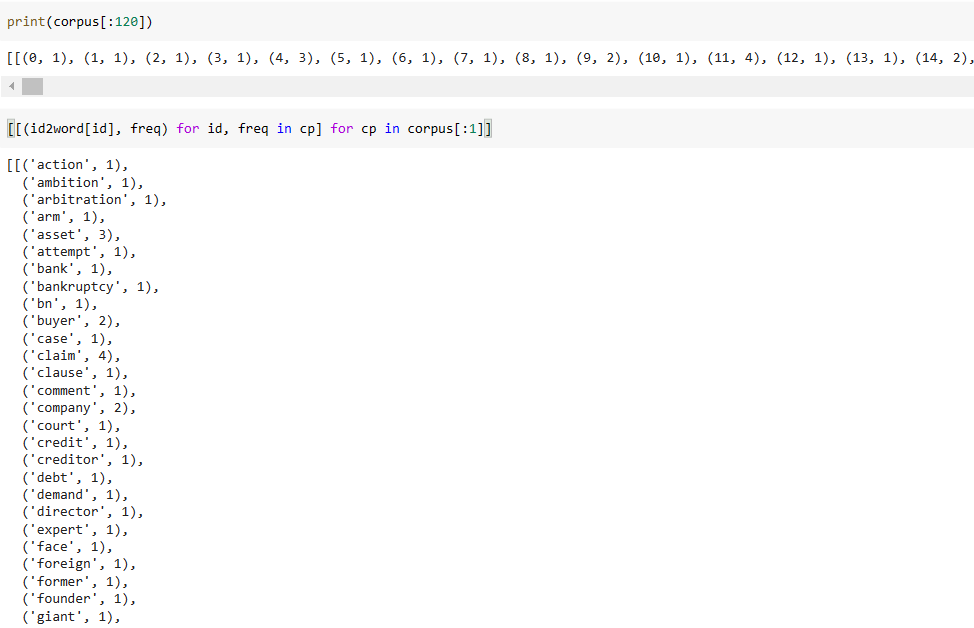 print(corpus[:120])
[[(0, 1), (1, 1), (2, 1), (3, 1), (4, 3), (5, 1), (6, 1), (7, 1), (8, 1), (9, 2), (10, 1), (11, 4), (12, 1), (13, 1), (14, 2),
[[(id2word[id], freq) for id, freq in cp] for cp in corpus[:1]]
[[('action', 1),
('ambition', 1),
('arbitration', 1),
('arm', 1),
('asset', 3),
('attempt', 1),
('bank', 1),
('bankruptcy', 1),
('bn', 1),
('buyer', 2),
('case', 1),
('claim', 4),
('clause', 1),
('comment', 1),
('company', 2),
('court', 1),
('credit', 1),
('creditor', 1),
('debt', 1),
('demand', 1),
('director', 1),
('expert', 1),
('face', 1),
('foreign', 1),
('former', 1),
('founder', 1),
('giant', 1),